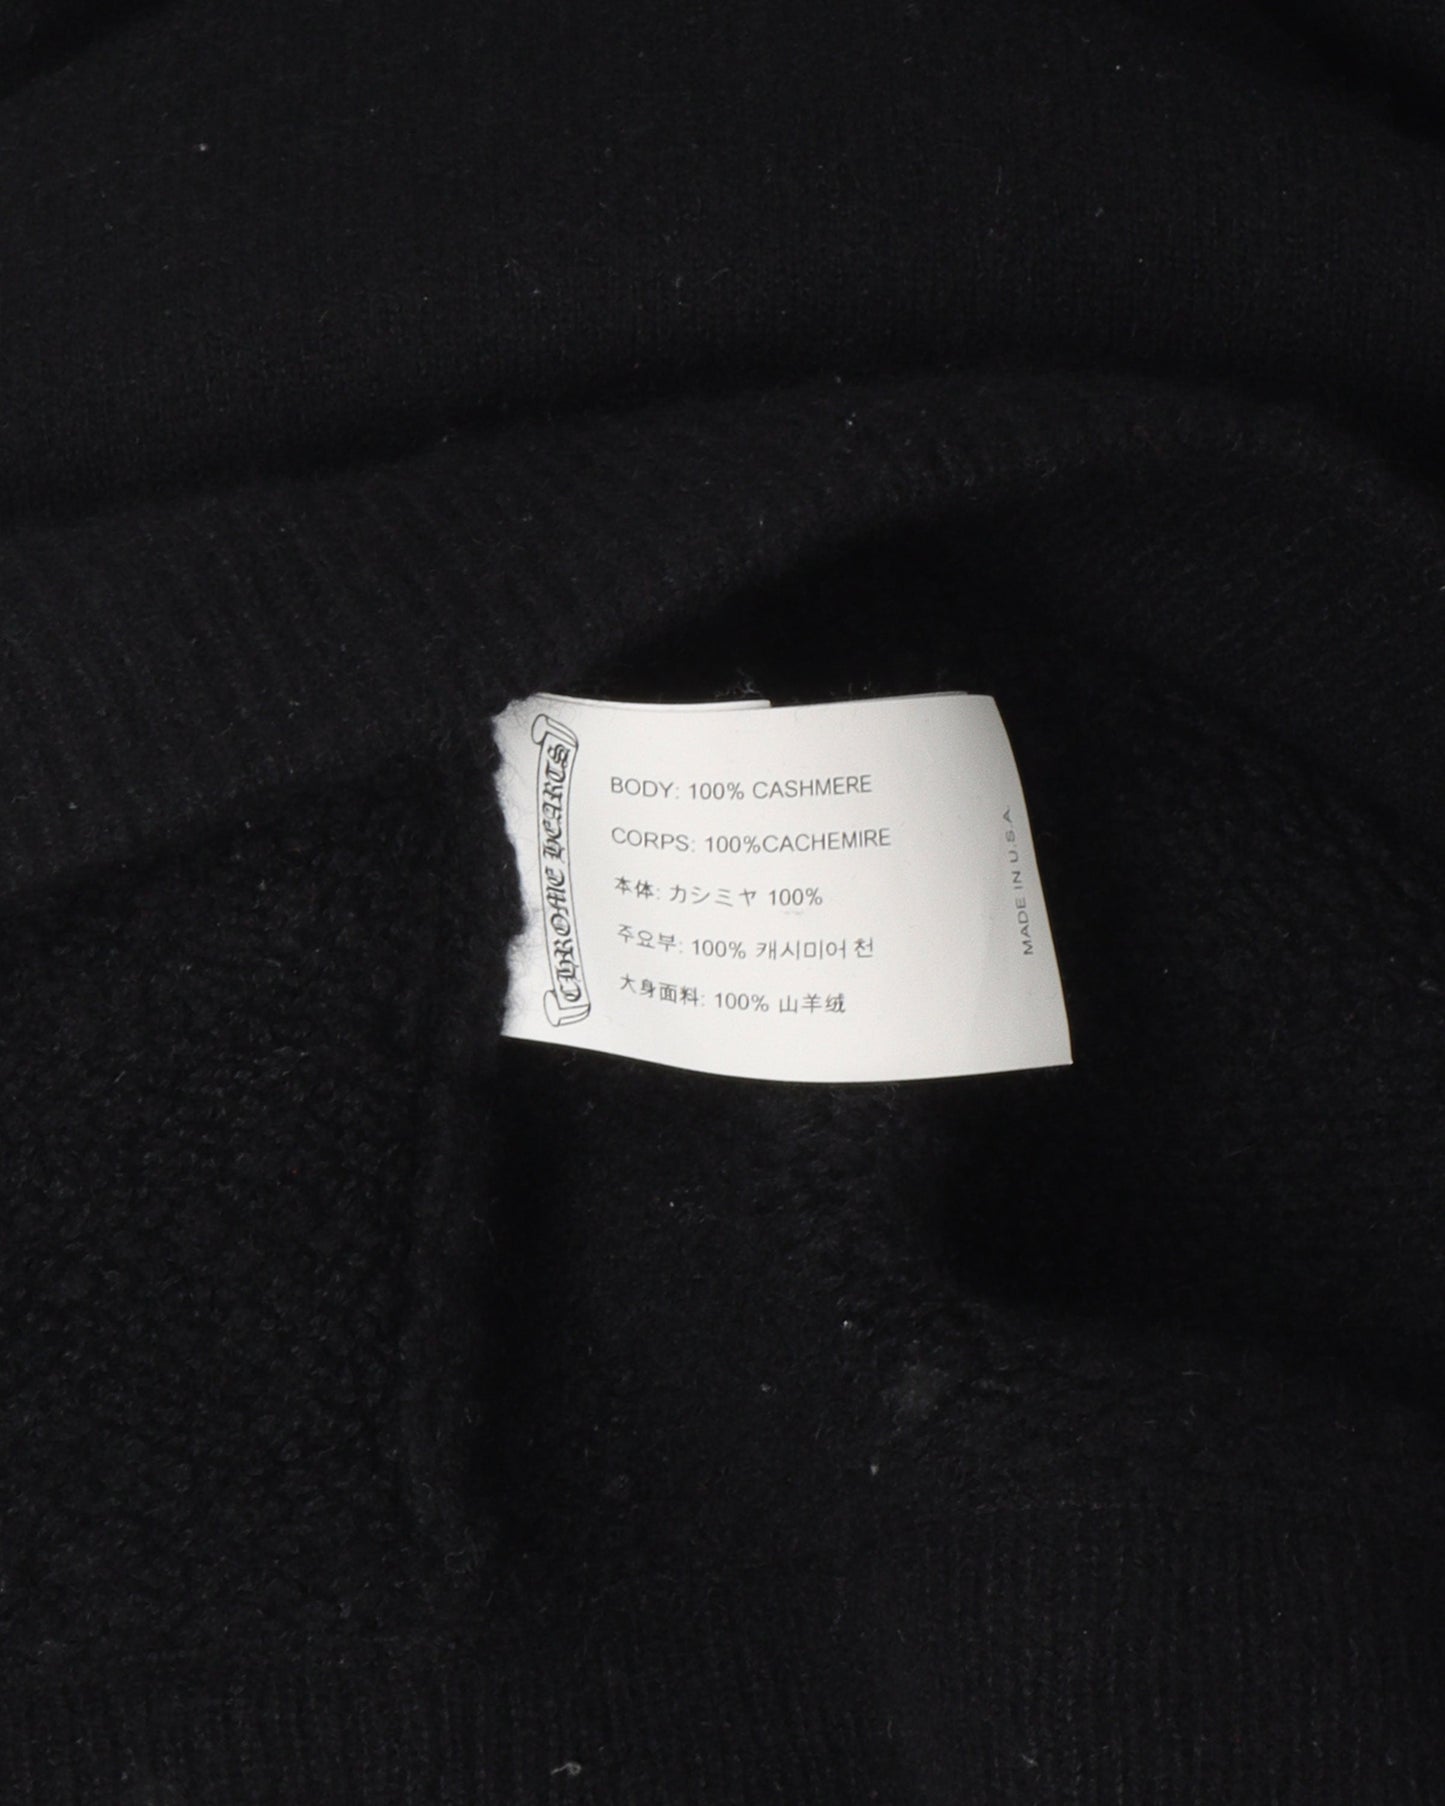 CHROME HEARTS
BODY: 100% CASHMERE
CORPS: 100%CACHEMIRE
本体: カシミヤ 100%
주요부: 100% 캐시미어 천
大身面料: 100% 山羊绒
MADE IN U.S.A.